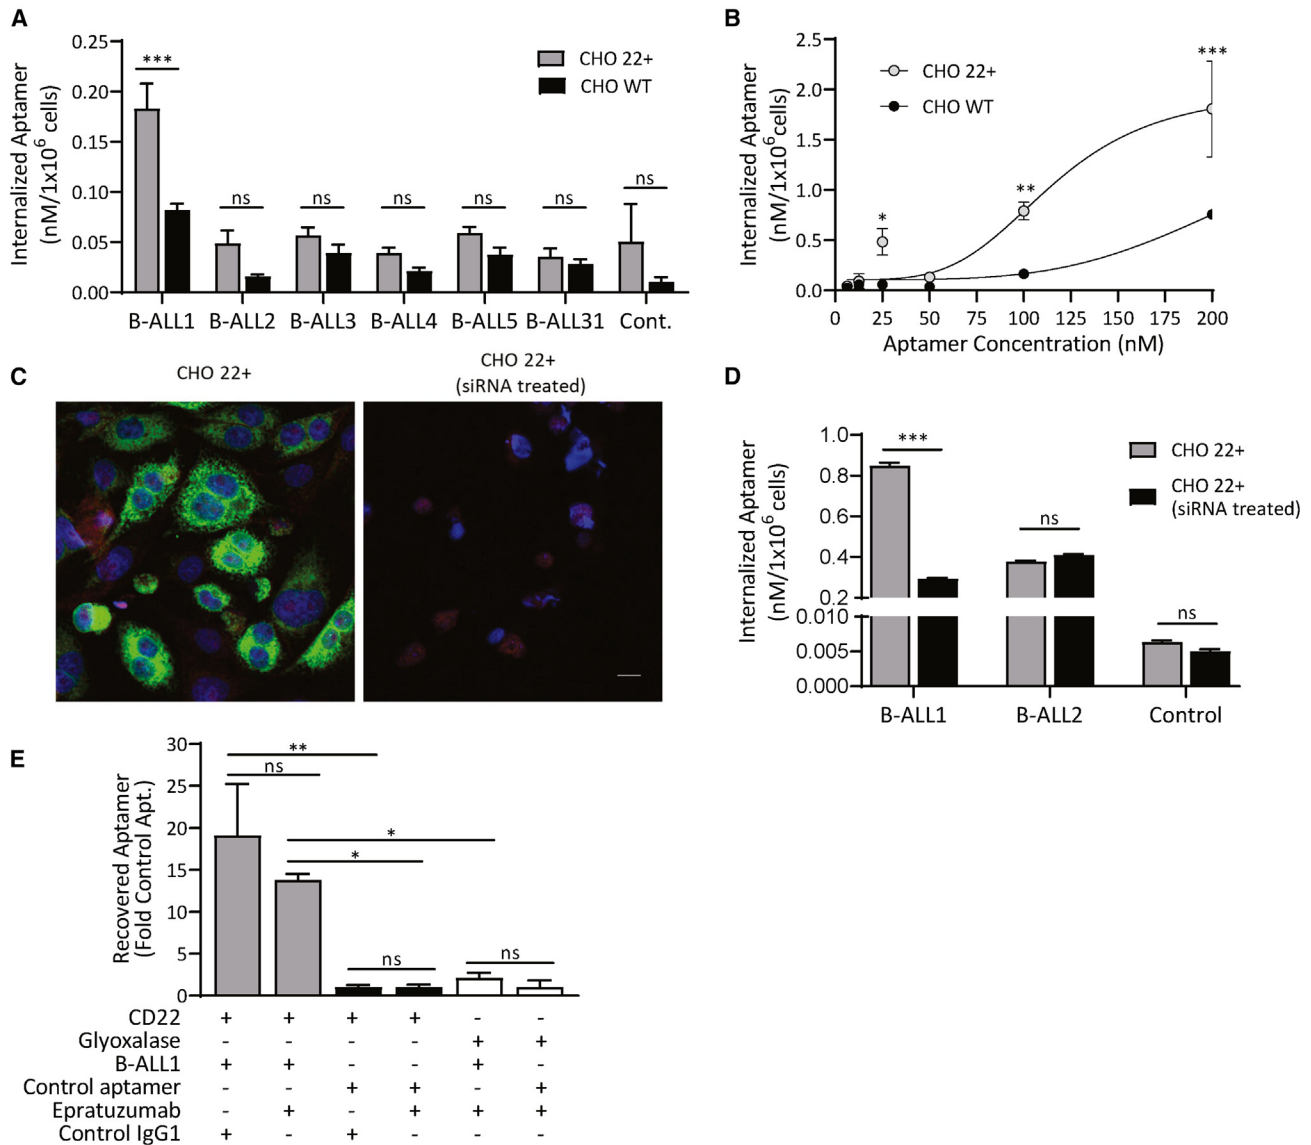 A
Internalized Aptamer
(nM/1x10⁶ cells)
0.25
0.20
0.15
0.10
0.05
0.00
***
ns
ns
ns
ns
ns
ns
CHO 22+
CHO WT
B-ALL1 B-ALL2 B-ALL3 B-ALL4 B-ALL5 B-ALL31 Cont.
B
Internalized Aptamer
(nM/1x10⁶cells)
2.5
2.0
1.5
1.0
0.5
0.0
CHO 22+
CHO WT
*
**
***
0 25 50 75 100 125 150 175 200
Aptamer Concentration (nM)
C
CHO 22+
CHO 22+
(siRNA treated)
D
Internalized Aptamer
(nM/1x10⁶ cells)
1.0
0.8
0.6
0.4
0.2
0.010
0.005
0.000
***
ns
ns
CHO 22+
CHO 22+
(siRNA treated)
B-ALL1 B-ALL2 Control
E
Recovered Aptamer
(Fold Control Apt.)
30
25
20
15
10
5
0
**
ns
*
*
ns
ns
CD22 + + + + - -
Glyoxalase - - - - + +
B-ALL1 + + - - + -
Control aptamer - - + + - +
Epratuzumab - + - + + +
Control IgG1 + - + - - -